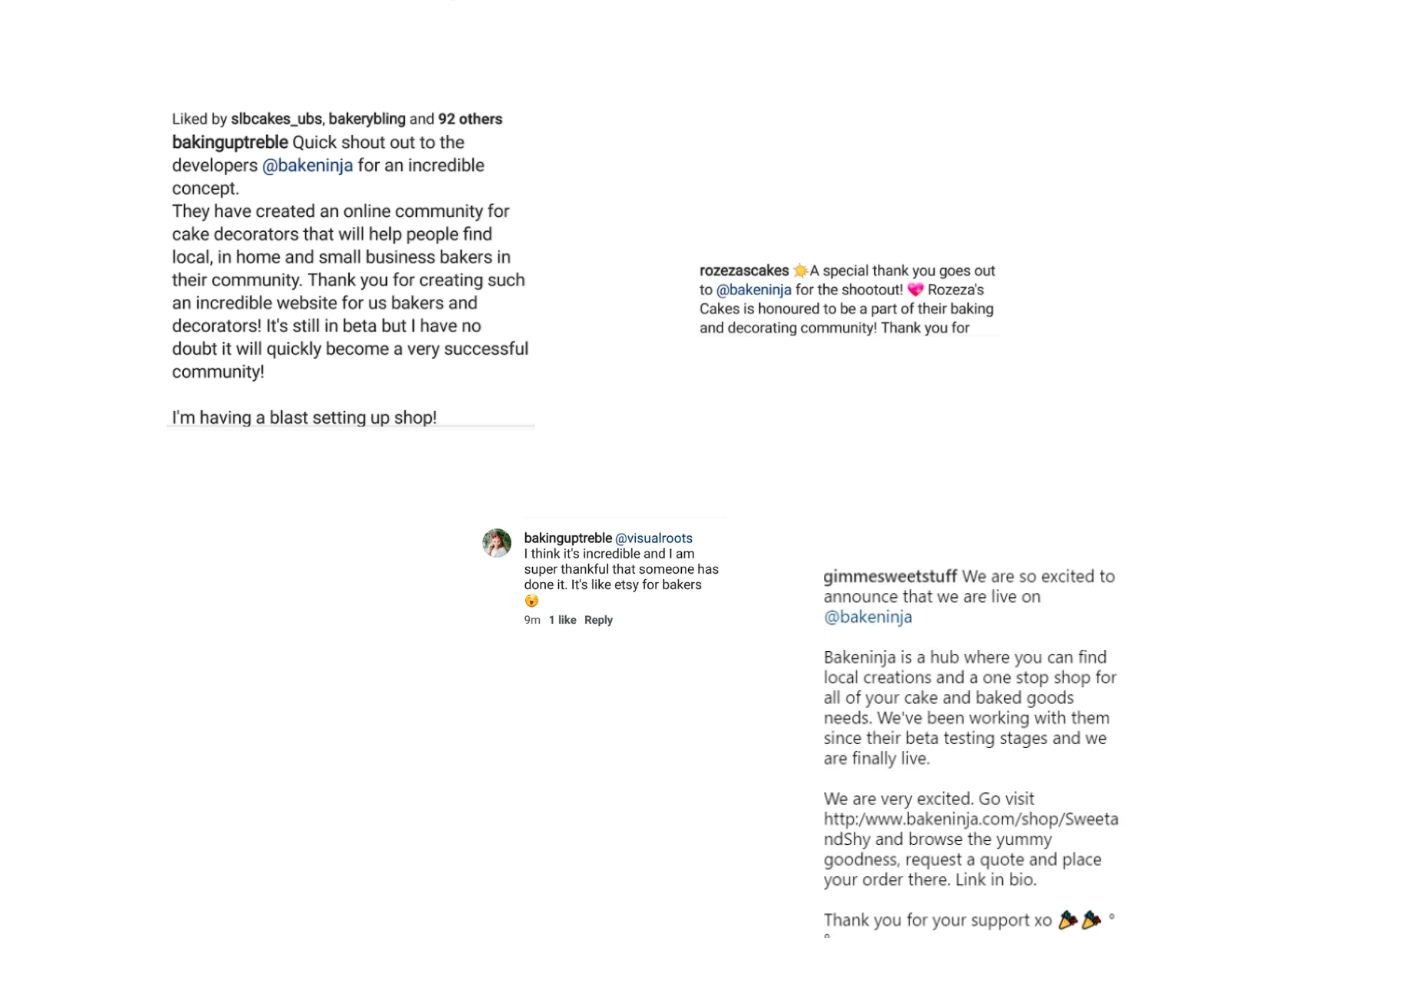 Liked by slbcakes_ubs, bakerybling and 92 others
bakinguptreble Quick shout out to the
developers @bakeninja for an incredible
concept.
They have created an online community for
cake decorators that will help people find
local, in home and small business bakers in
their community. Thank you for creating such
an incredible website for us bakers and
decorators! It's still in beta but I have no
doubt it will quickly become a very successful
community!
I'm having a blast setting up shop!
rozezascakes ☀️A special thank you goes out
to @bakeninja for the shootout! 💖 Rozeza's
Cakes is honoured to be a part of their baking
and decorating community! Thank you for
bakinguptreble @visualroots
I think it's incredible and I am
super thankful that someone has
done it. It's like etsy for bakers
😵
9m 1 like Reply
gimmesweetstuff We are so excited to
announce that we are live on
@bakeninja
Bakeninja is a hub where you can find
local creations and a one stop shop for
all of your cake and baked goods
needs. We've been working with them
since their beta testing stages and we
are finally live.
We are very excited. Go visit
http:/www.bakeninja.com/shop/Sweeta
ndShy and browse the yummy
goodness, request a quote and place
your order there. Link in bio.
Thank you for your support xo 🎉🎉 °